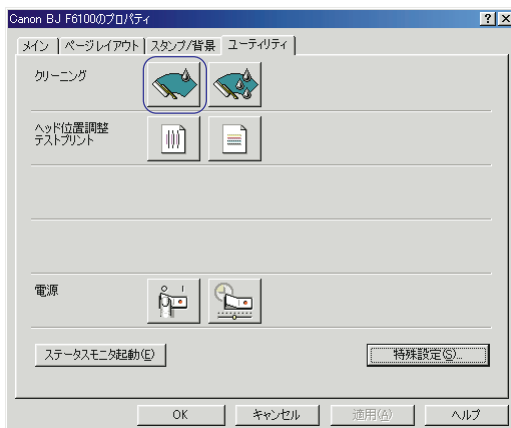 Canon BJ F6100のプロパティ
メイン ページレイアウト スタンプ/背景 ユーティリティ
クリーニング
ヘッド位置調整
テストプリント
電源
ステータスモニタ起動(E) 特殊設定(S)...
OK キャンセル 適用(A) ヘルプ